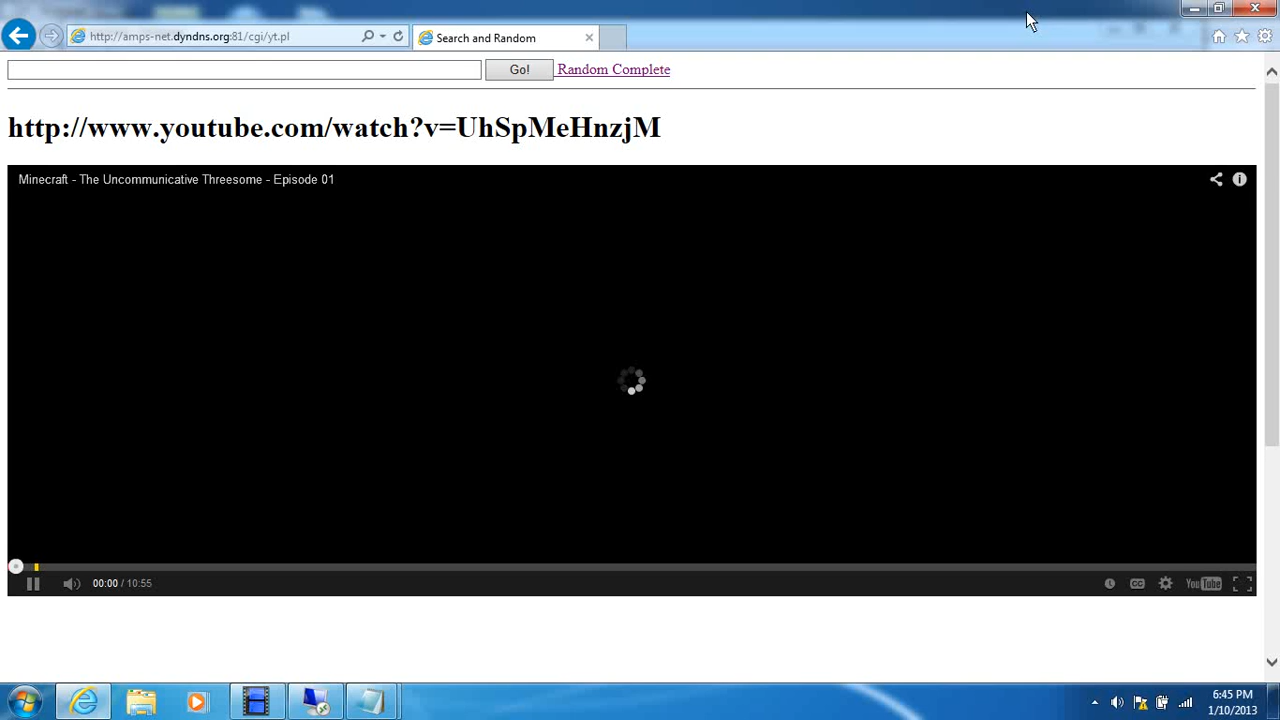 http://amps-net.dyndns.org:81/cgi/yt.pl
Search and Random
Go! Random Complete
http://www.youtube.com/watch?v=UhSpMeHnzjM
Minecraft - The Uncommunicative Threesome - Episode 01
00:00 / 10:55
CC
YouTube
6:45 PM
1/10/2013